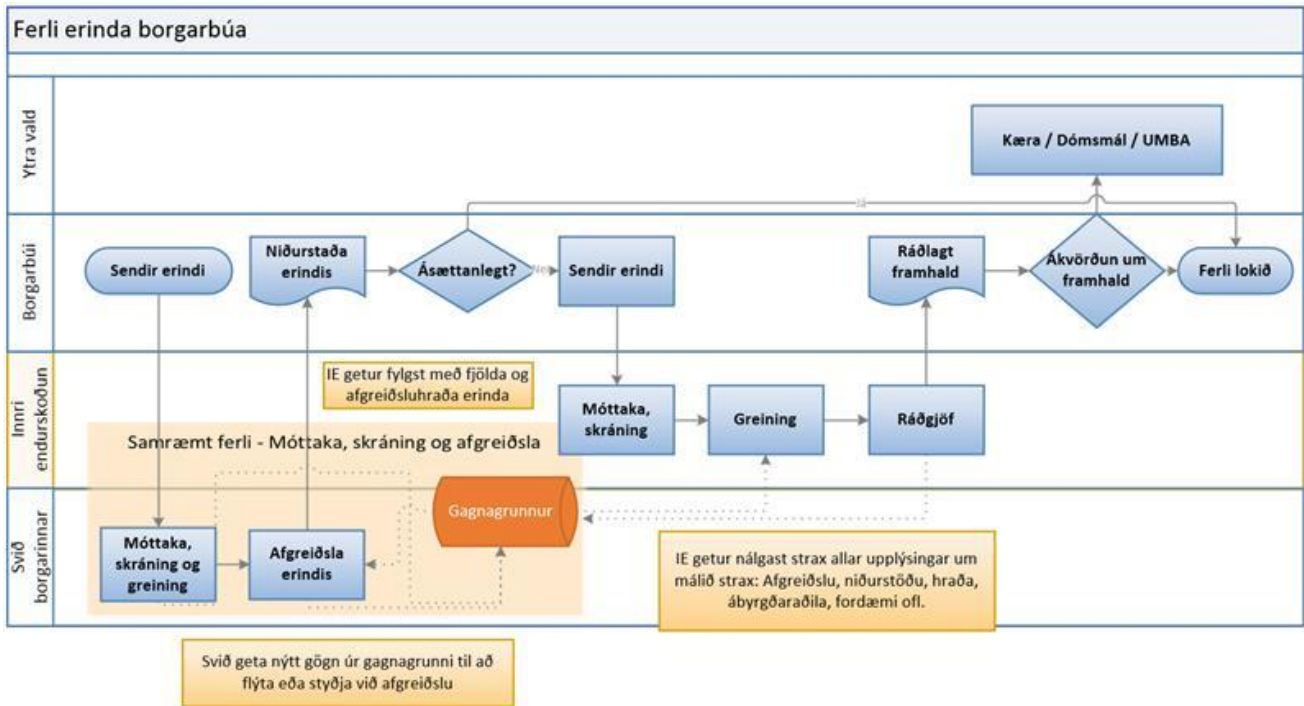 Ferli erinda borgarbúa
Ytra vald
Kæra / Dómsmál / UMBA
Já
Borgarbúi
Sendir erindi
Niðurstaða
erindis
Ásættanlegt?
Nei
Sendir erindi
Ráðlagt
framhald
Ákvörðun um
framhald
Ferli lokið
Innri
endurskoðun
IE getur fylgst með fjölda og
afgreiðsluhraða erinda
Móttaka,
skráning
Greining
Ráðgjöf
Samræmt ferli - Móttaka, skráning og afgreiðsla
Svið
borgarinnar
Gagnagrunnur
Móttaka,
skráning og
greining
Afgreiðsla
erindis
IE getur nálgast strax allar upplýsingar um
málið strax: Afgreiðslu, niðurstöðu, hraða,
ábyrgðaraðila, fordæmi ofl.
Svið geta nýtt gögn úr gagnagrunni til að
flýta eða styðja við afgreiðslu